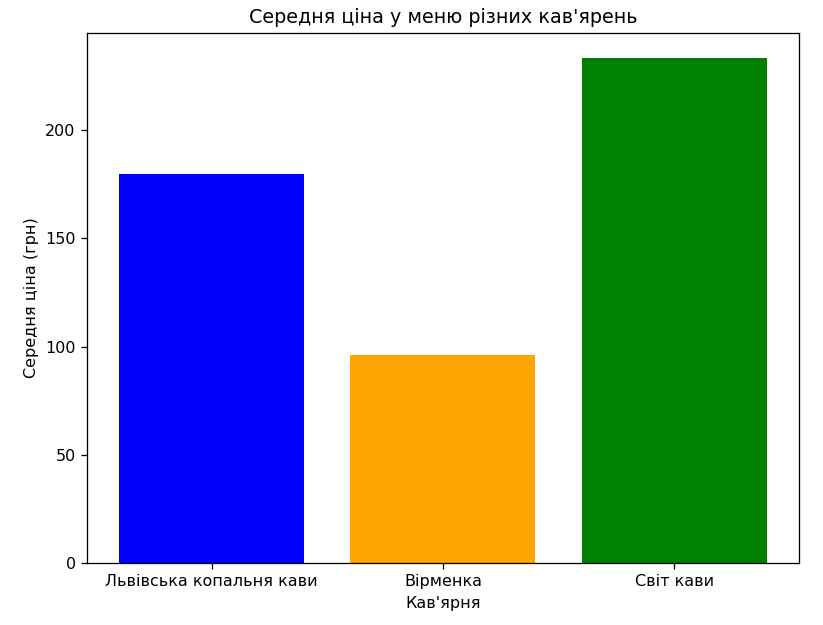 Середня ціна у меню різних кав'ярень
Середня ціна (грн)
200
150
100
50
0
Львівська копальня кави
Вірменка
Світ кави
Кав'ярня